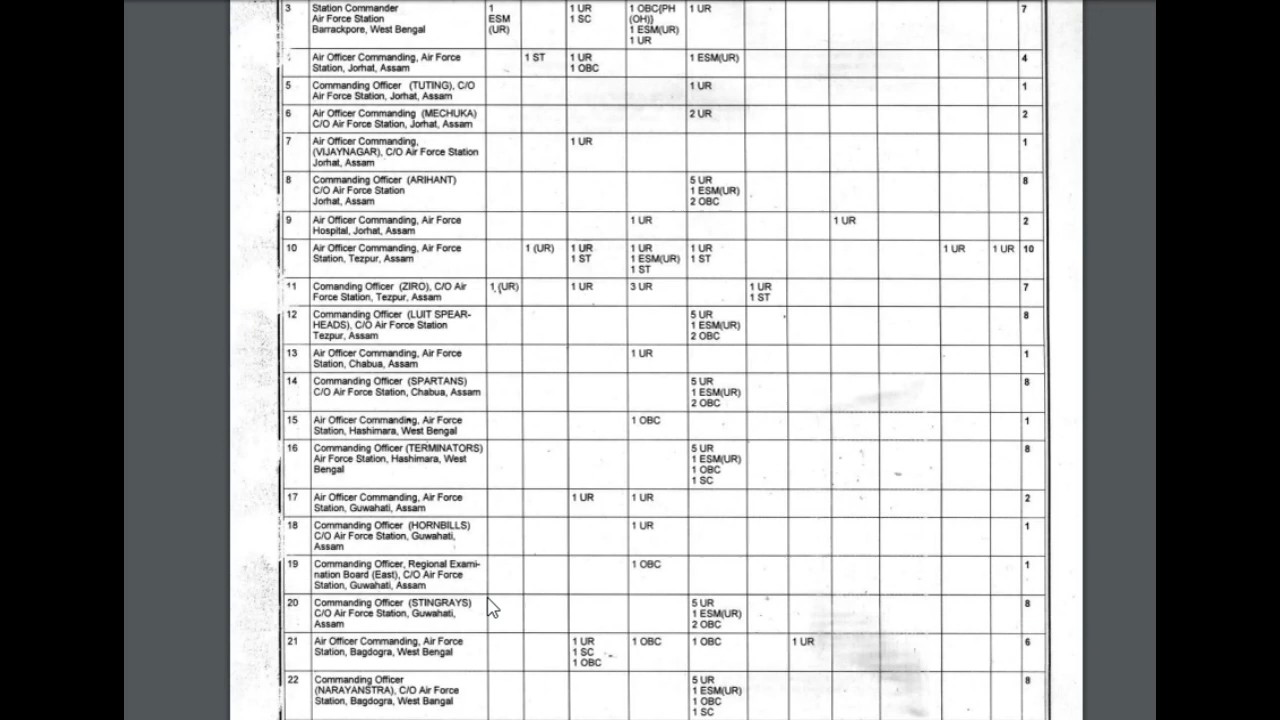 3 Station Commander 1 1 UR 1 OBC{PH 1 UR 7
Air Force Station ESM 1 SC (OH)}
Barrackpore, West Bengal (UR) 1 ESM(UR)
1 UR
Air Officer Commanding, Air Force 1 ST 1 UR 1 ESM(UR) 4
Station, Jorhat, Assam 1 OBC
5 Commanding Officer (TUTING), C/O 1 UR 1
Air Force Station, Jorhat, Assam
6 Air Officer Commanding (MECHUKA) 2 UR 2
C/O Air Force Station, Jorhat, Assam
7 Air Officer Commanding, 1 UR 1
(VIJAYNAGAR), C/O Air Force Station
Jorhat, Assam
8 Commanding Officer (ARIHANT) 5 UR 8
C/O Air Force Station 1 ESM(UR)
Jorhat, Assam 2 OBC
9 Air Officer Commanding, Air Force 1 UR 1 UR 2
Hospital, Jorhat, Assam
10 Air Officer Commanding, Air Force 1 (UR) 1 UR 1 UR 1 UR 1 UR 1 UR 10
Station, Tezpur, Assam 1 ST 1 ESM(UR) 1 ST
1 ST
11 Comanding Officer (ZIRO), C/O Air 1 (UR) 1 UR 3 UR 1 UR 7
Force Station, Tezpur, Assam 1 ST
12 Commanding Officer (LUIT SPEAR- 5 UR 8
HEADS), C/O Air Force Station 1 ESM(UR)
Tezpur, Assam 2 OBC
13 Air Officer Commanding, Air Force 1 UR 1
Station, Chabua, Assam
14 Commanding Officer (SPARTANS) 5 UR 8
C/O Air Force Station, Chabua, Assam 1 ESM(UR)
2 OBC
15 Air Officer Commanding, Air Force 1 OBC 1
Station, Hashimara, West Bengal
16 Commanding Officer (TERMINATORS) 5 UR 8
Air Force Station, Hashimara, West 1 ESM(UR)
Bengal 1 OBC
1 SC
17 Air Officer Commanding, Air Force 1 UR 1 UR 2
Station, Guwahati, Assam
18 Commanding Officer (HORNBILLS) 1 UR 1
C/O Air Force Station, Guwahati,
Assam
19 Commanding Officer, Regional Exami- 1 OBC 1
nation Board (East), C/O Air Force
Station, Guwahati, Assam
20 Commanding Officer (STINGRAYS) 5 UR 8
C/O Air Force Station, Guwahati, 1 ESM(UR)
Assam 2 OBC
21 Air Officer Commanding, Air Force 1 UR 1 OBC 1 OBC 1 UR 6
Station, Bagdogra, West Bengal 1 SC
1 OBC
22 Commanding Officer 5 UR 8
(NARAYANSTRA), C/O Air Force 1 ESM(UR)
Station, Bagdogra, West Bangal 1 OBC
1 SC